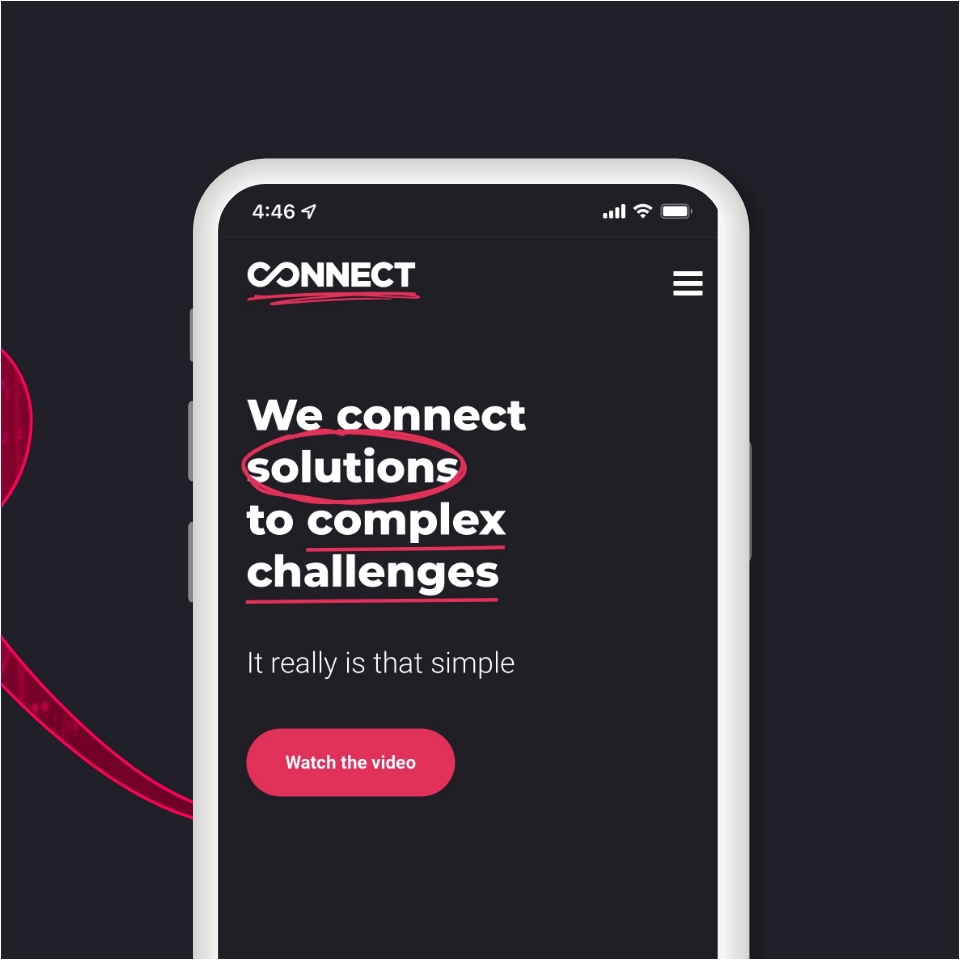 4:46
CONNECT
We connect
solutions
to complex
challenges
It really is that simple
Watch the video